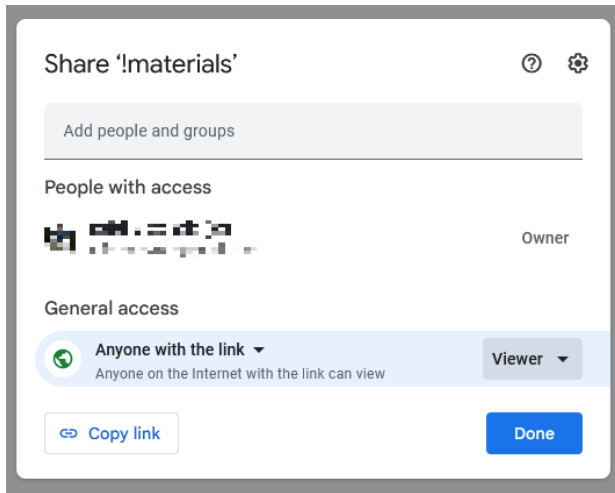 Share '!materials'
Add people and groups
People with access
Owner
General access
Anyone with the link
Anyone on the Internet with the link can view
Viewer
Copy link
Done